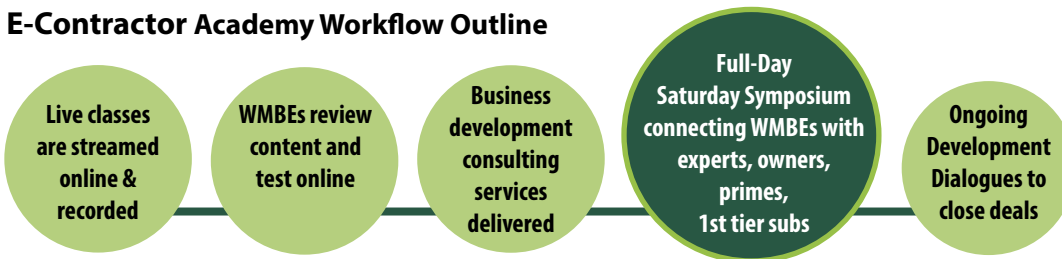 E-Contractor Academy Workflow Outline
Live classes
are streamed
online &
recorded
WMBEs review
content and
test online
Business
development
consulting
services
delivered
Full-Day
Saturday Symposium
connecting WMBEs with
experts, owners,
primes,
1st tier subs
Ongoing
Development
Dialogues to
close deals